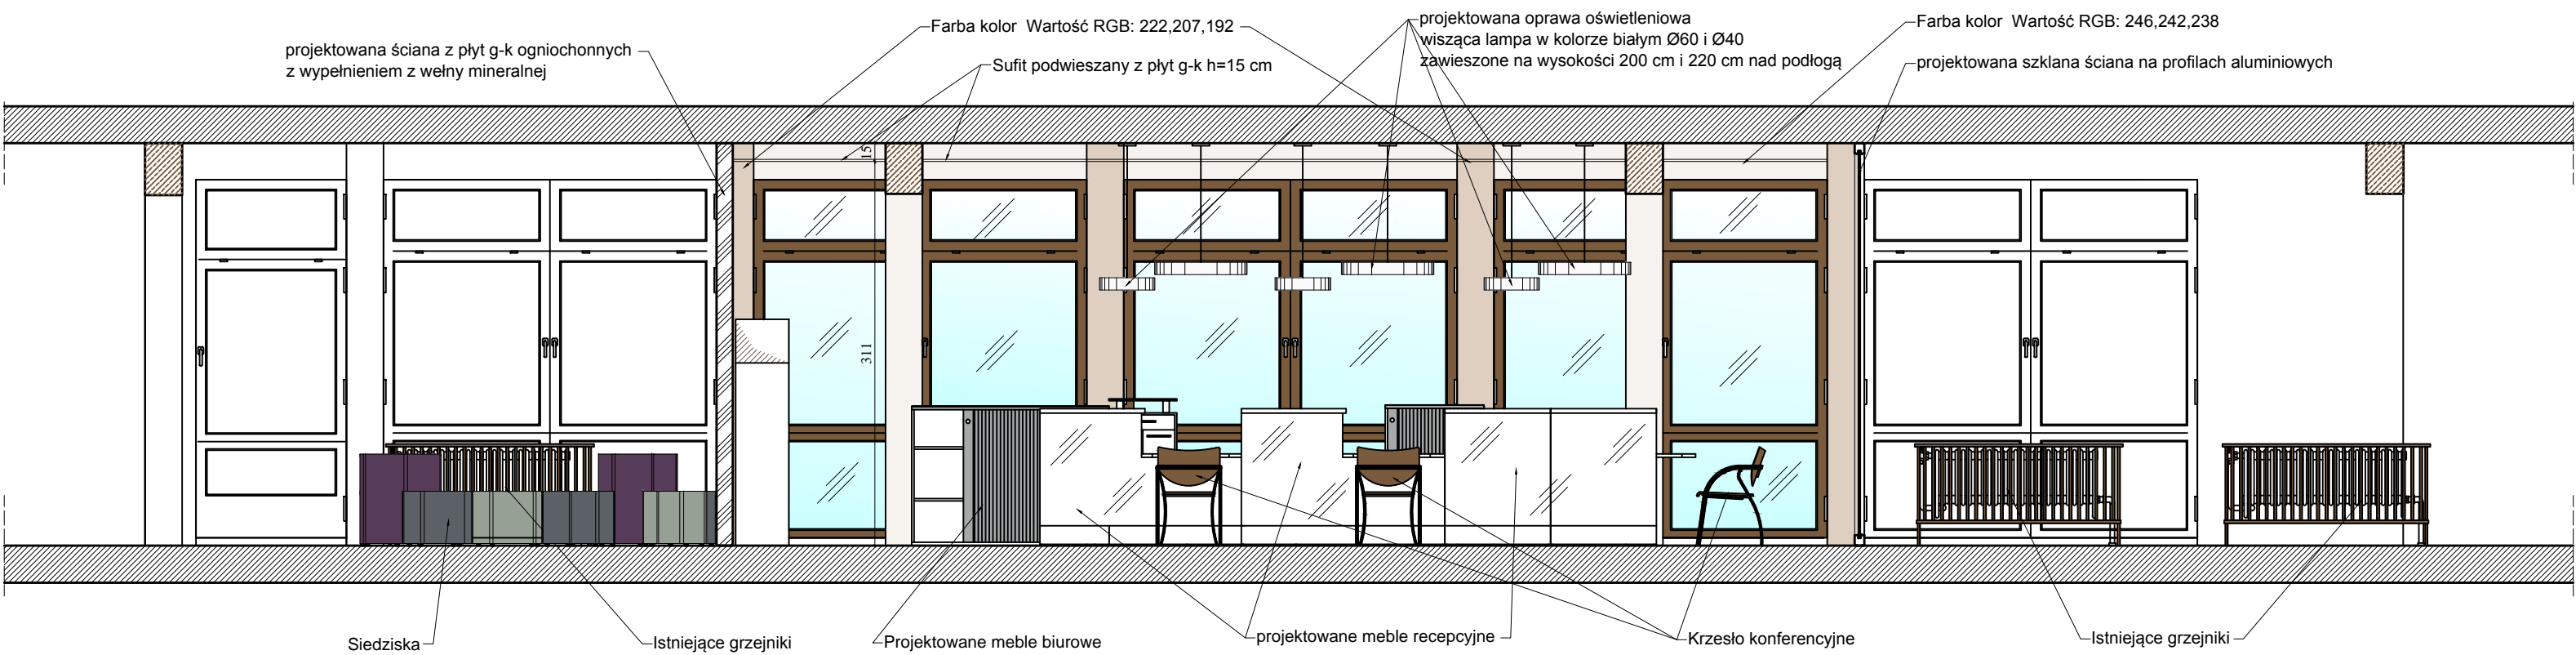 projektowana ściana z płyt g-k ogniochonnych
z wypełnieniem z wełny mineralnej
Farba kolor Wartość RGB: 222,207,192
Sufit podwieszany z płyt g-k h=15 cm
projektowana oprawa oświetleniowa
wisząca lampa w kolorze białym Ø60 i Ø40
zawieszone na wysokości 200 cm i 220 cm nad podłogą
Farba kolor Wartość RGB: 246,242,238
projektowana szklana ściana na profilach aluminiowych
15
311
Siedziska
Istniejące grzejniki
Projektowane meble biurowe
projektowane meble recepcyjne
Krzesło konferencyjne
Istniejące grzejniki